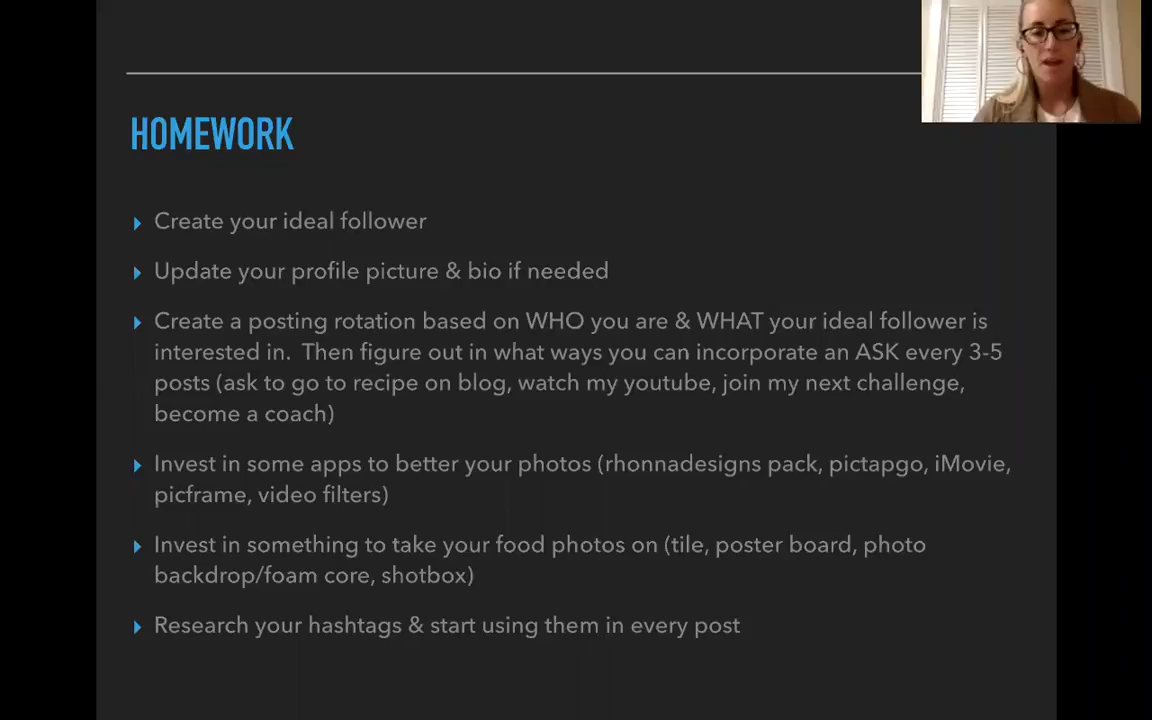 HOMEWORK
Create your ideal follower
Update your profile picture & bio if needed
Create a posting rotation based on WHO you are & WHAT your ideal follower is
interested in.  Then figure out in what ways you can incorporate an ASK every 3-5
posts (ask to go to recipe on blog, watch my youtube, join my next challenge,
become a coach)
Invest in some apps to better your photos (rhonnadesigns pack, pictapgo, iMovie,
picframe, video filters)
Invest in something to take your food photos on (tile, poster board, photo
backdrop/foam core, shotbox)
Research your hashtags & start using them in every post